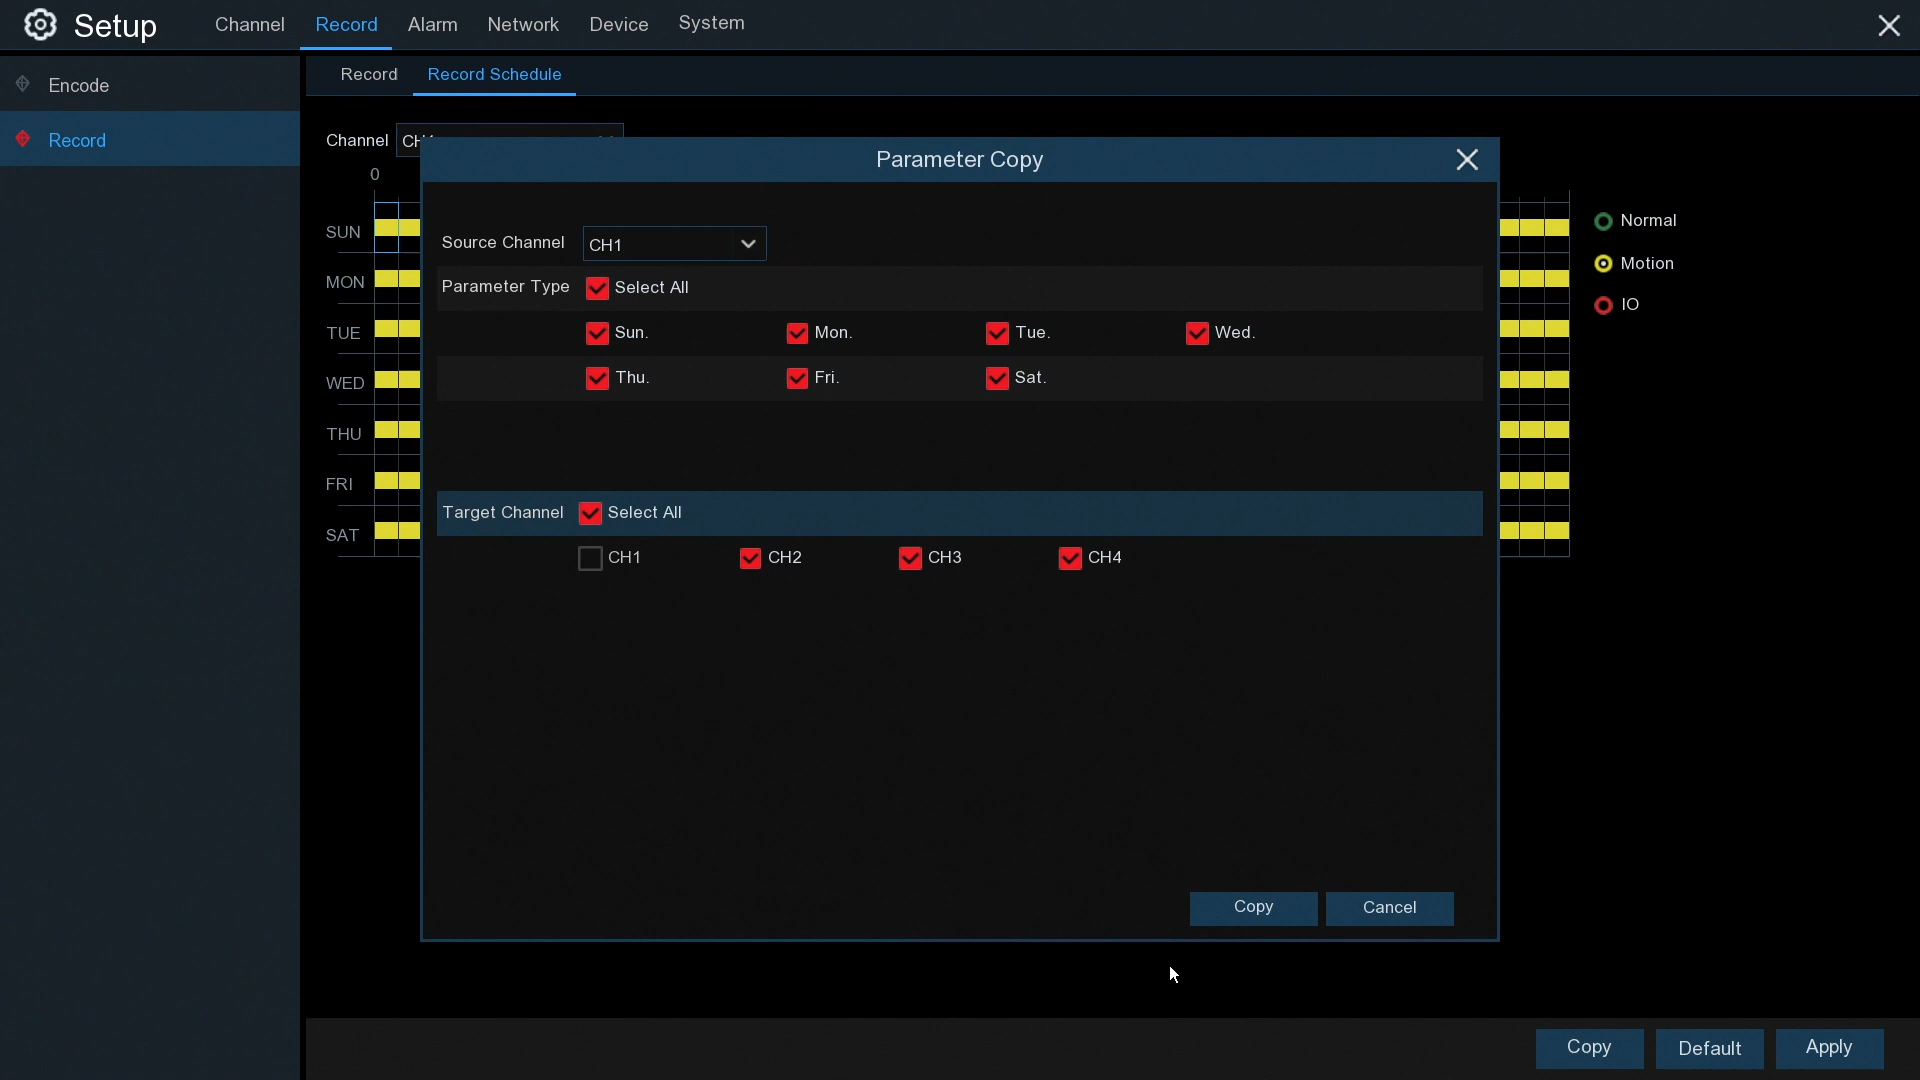 Setup Channel Record Alarm Network Device System
Encode
Record
Record Record Schedule
Channel
0
Parameter Copy
Source Channel CH1
Parameter Type Select All
Sun. Mon. Tue. Wed.
Thu. Fri. Sat.
Target Channel Select All
CH1 CH2 CH3 CH4
Copy Cancel
SUN
MON
TUE
WED
THU
FRI
SAT
Normal
Motion
IO
Copy Default Apply